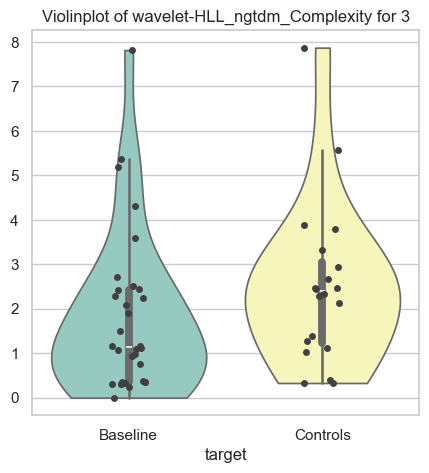 Violinplot of wavelet-HLL_ngtdm_Complexity for 3
8
7
6
5
4
3
2
1
0
Baseline
Controls
target